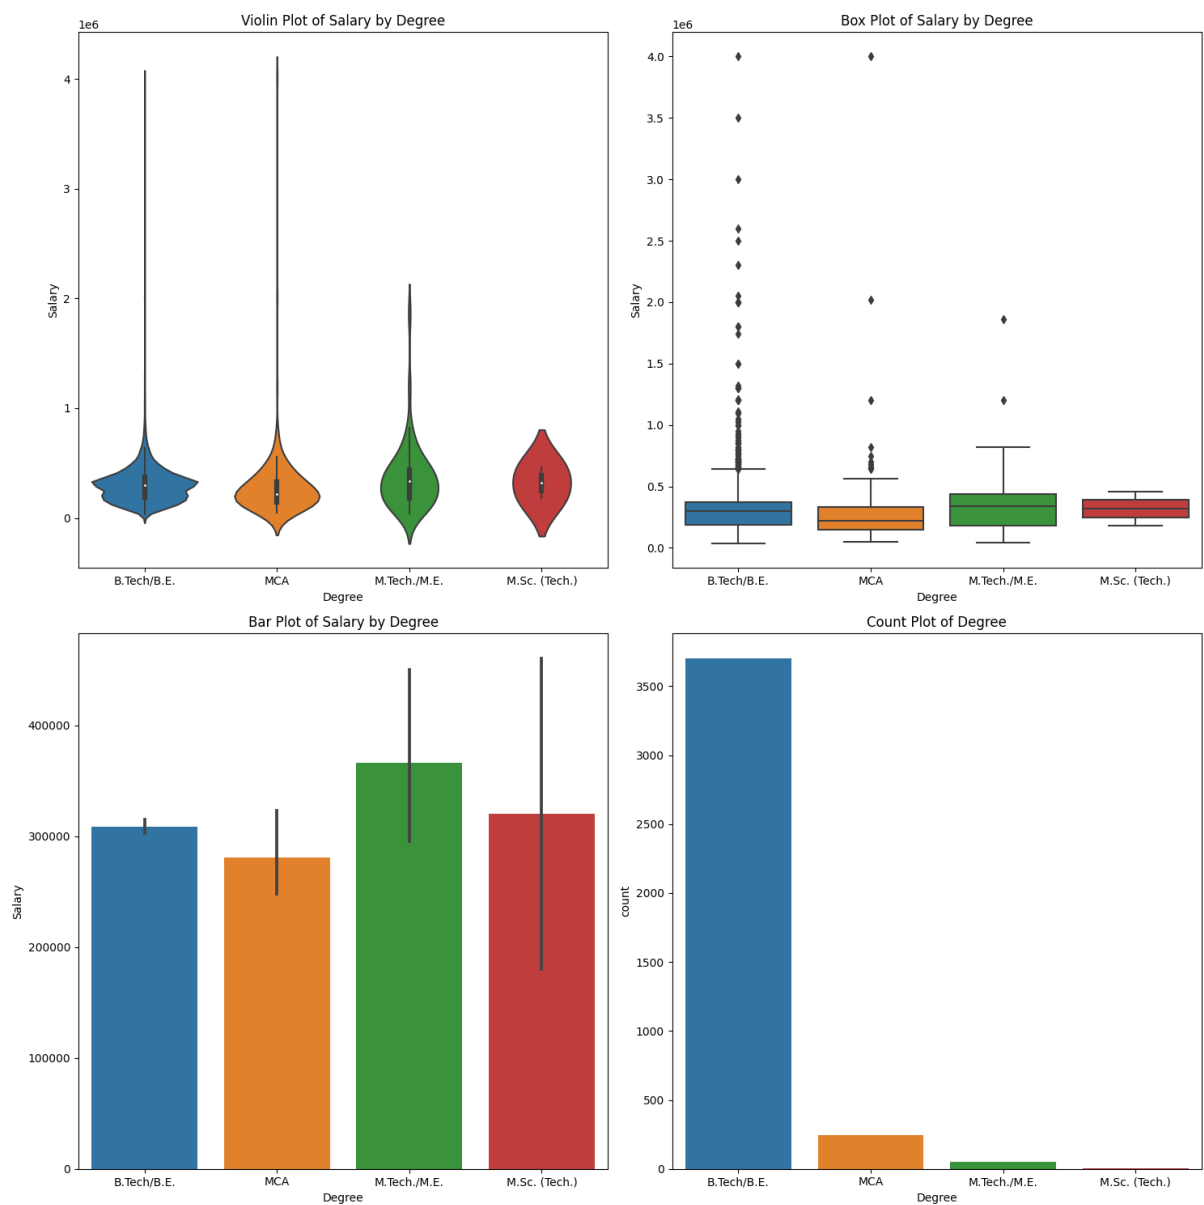 Violin Plot of Salary by Degree
1e6
4
3
2
1
0
Salary
B.Tech/B.E.
MCA
M.Tech./M.E.
M.Sc. (Tech.)
Degree
Box Plot of Salary by Degree
1e6
4.0
3.5
3.0
2.5
2.0
1.5
1.0
0.5
0.0
Salary
B.Tech/B.E.
MCA
M.Tech./M.E.
M.Sc. (Tech.)
Degree
Bar Plot of Salary by Degree
400000
300000
200000
100000
0
Salary
B.Tech/B.E.
MCA
M.Tech./M.E.
M.Sc. (Tech.)
Degree
Count Plot of Degree
3500
3000
2500
2000
1500
1000
500
0
count
B.Tech/B.E.
MCA
M.Tech./M.E.
M.Sc. (Tech.)
Degree